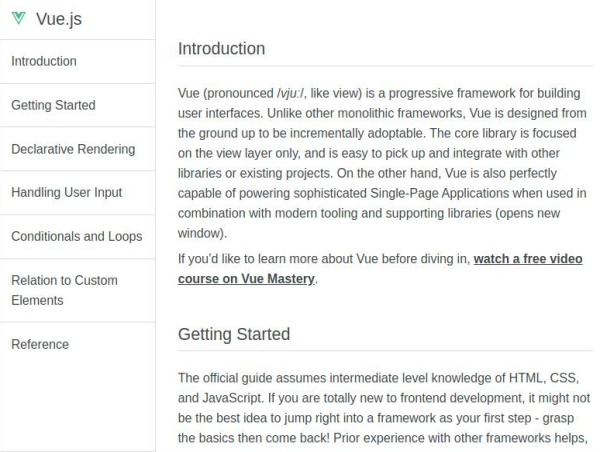 Vue.js
Introduction
Getting Started
Declarative Rendering
Handling User Input
Conditionals and Loops
Relation to Custom
Elements
Reference
Introduction
Vue (pronounced /vjuː/, like view) is a progressive framework for building
user interfaces. Unlike other monolithic frameworks, Vue is designed from
the ground up to be incrementally adoptable. The core library is focused
on the view layer only, and is easy to pick up and integrate with other
libraries or existing projects. On the other hand, Vue is also perfectly
capable of powering sophisticated Single-Page Applications when used in
combination with modern tooling and supporting libraries (opens new
window).
If you’d like to learn more about Vue before diving in, watch a free video
course on Vue Mastery.
Getting Started
The official guide assumes intermediate level knowledge of HTML, CSS,
and JavaScript. If you are totally new to frontend development, it might not
be the best idea to jump right into a framework as your first step - grasp
the basics then come back! Prior experience with other frameworks helps,